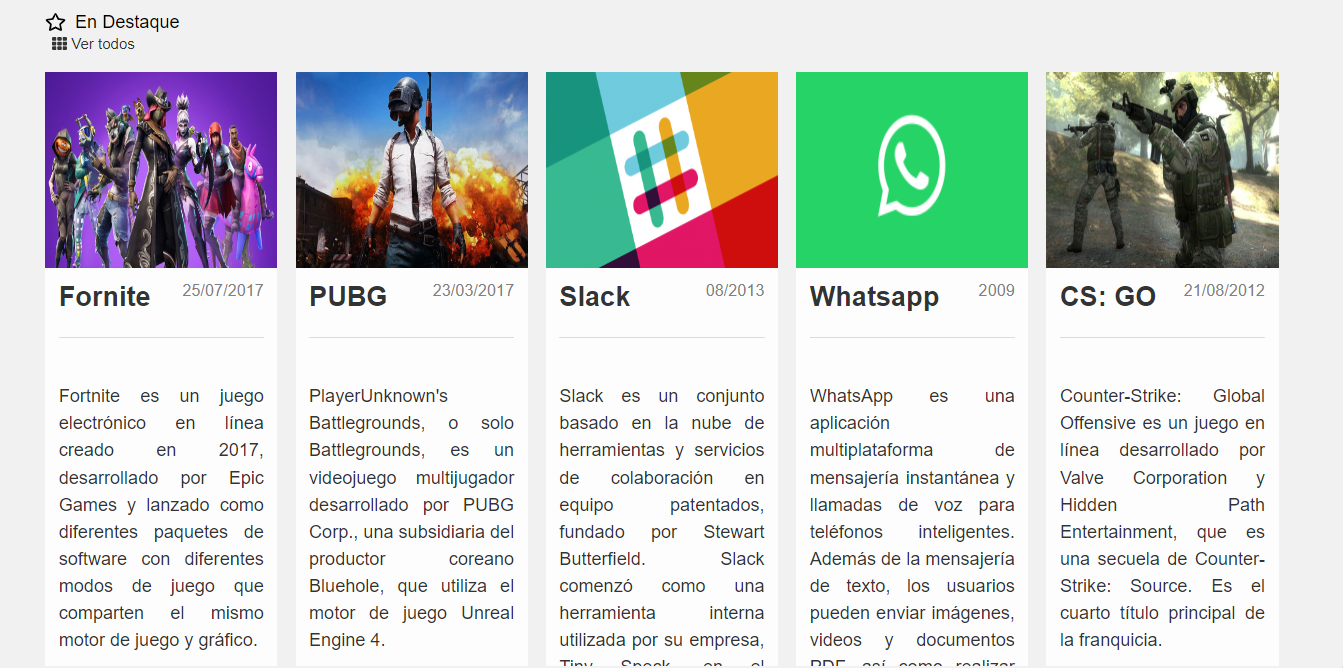 En Destaque
Ver todos
Fornite 25/07/2017
Fortnite es un juego
electrónico en línea
creado en 2017,
desarrollado por Epic
Games y lanzado como
diferentes paquetes de
software con diferentes
modos de juego que
comparten el mismo
motor de juego y gráfico.
PUBG 23/03/2017
PlayerUnknown's
Battlegrounds, o solo
Battlegrounds, es un
videojuego multijugador
desarrollado por PUBG
Corp., una subsidiaria del
productor coreano
Bluehole, que utiliza el
motor de juego Unreal
Engine 4.
Slack 08/2013
Slack es un conjunto
basado en la nube de
herramientas y servicios
de colaboración en
equipo patentados,
fundado por Stewart
Butterfield. Slack
comenzó como una
herramienta interna
utilizada por su empresa,
Tiny Speck, en el
Whatsapp 2009
WhatsApp es una
aplicación
multiplataforma de
mensajería instantánea y
llamadas de voz para
teléfonos inteligentes.
Además de la mensajería
de texto, los usuarios
pueden enviar imágenes,
videos y documentos
PDF, así como realizar
CS: GO 21/08/2012
Counter-Strike: Global
Offensive es un juego en
línea desarrollado por
Valve Corporation y
Hidden Path
Entertainment, que es
una secuela de Counter-
Strike: Source. Es el
cuarto título principal de
la franquicia.